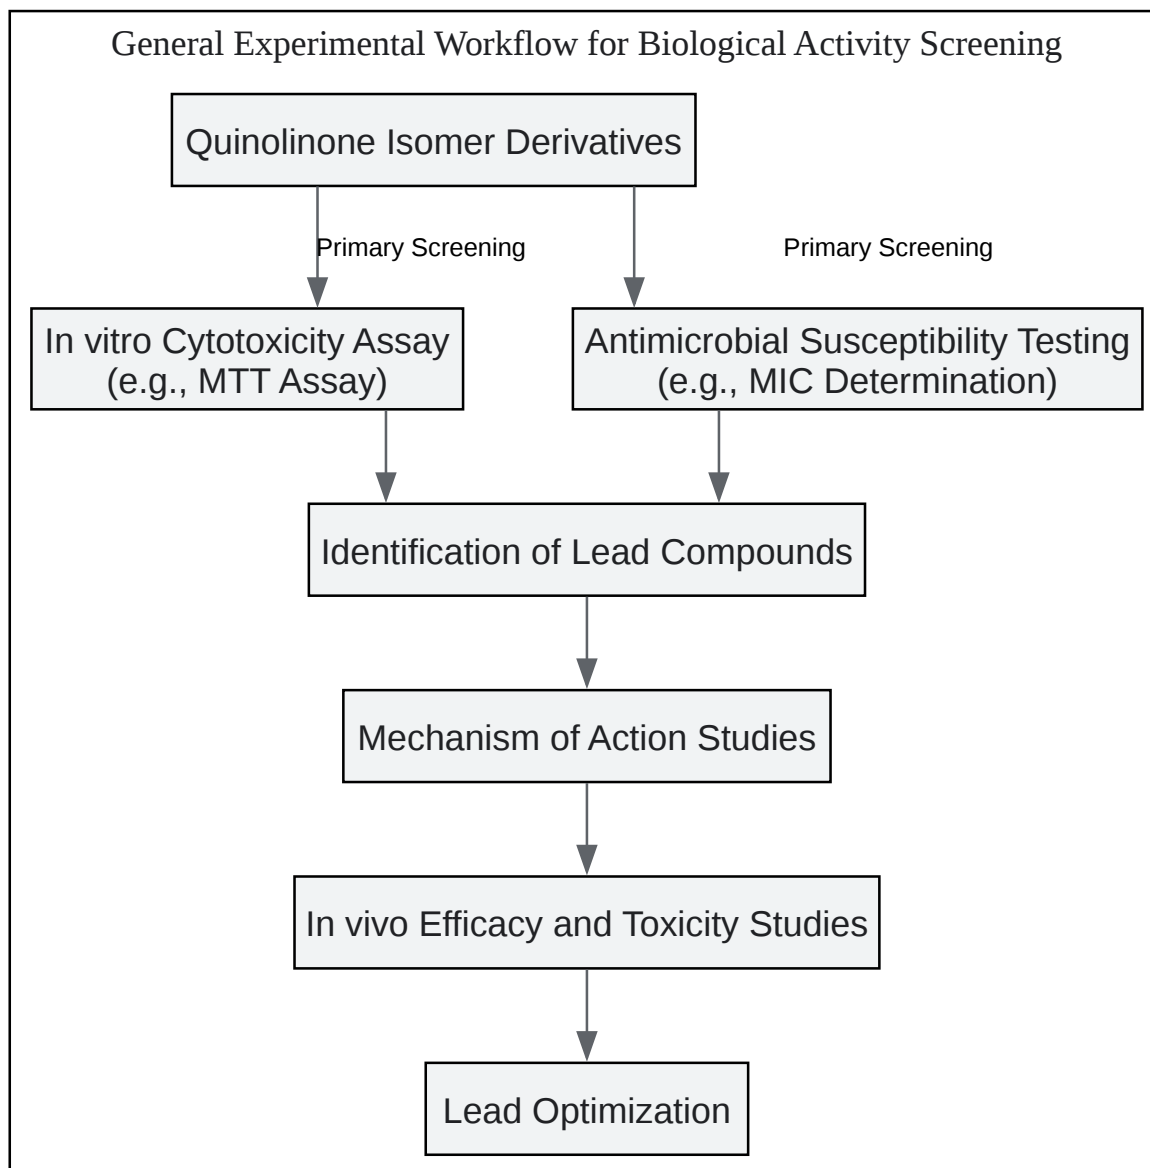 General Experimental Workflow for Biological Activity Screening
Quinolinone Isomer Derivatives
Primary Screening
Primary Screening
In vitro Cytotoxicity Assay
(e.g., MTT Assay)
Antimicrobial Susceptibility Testing
(e.g., MIC Determination)
Identification of Lead Compounds
Mechanism of Action Studies
In vivo Efficacy and Toxicity Studies
Lead Optimization